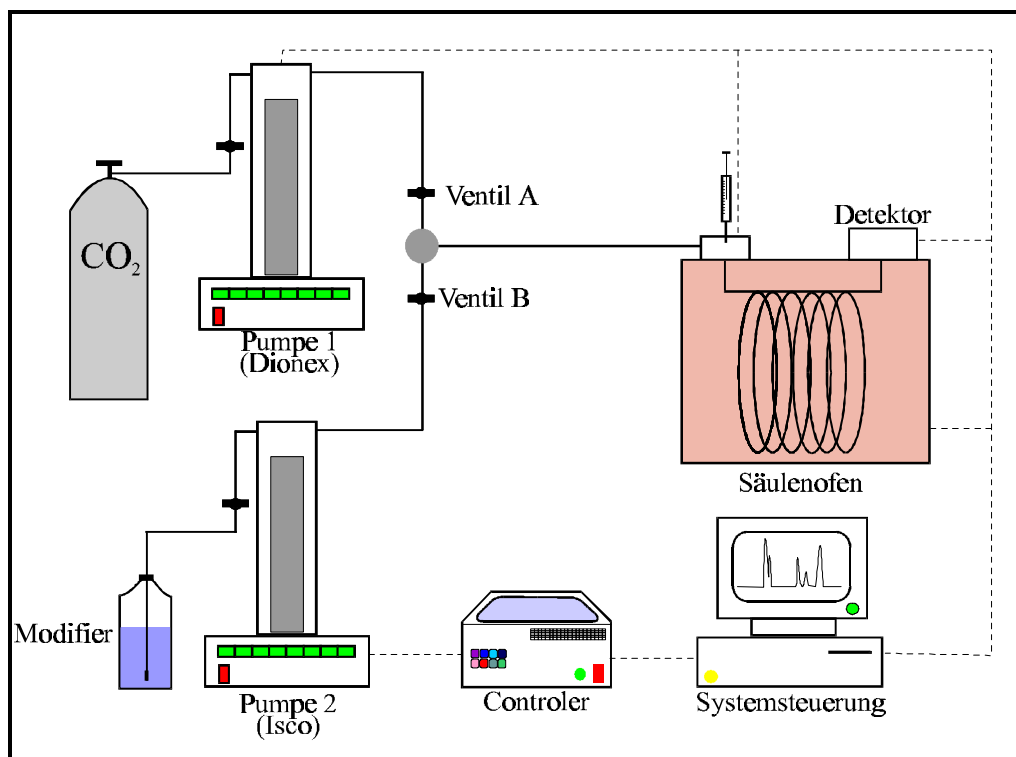 CO₂
Pumpe 1
(Dionex)
Ventil A
Ventil B
Detektor
Säulenofen
Modifier
Pumpe 2
(Isco)
Controler
Systemsteuerung